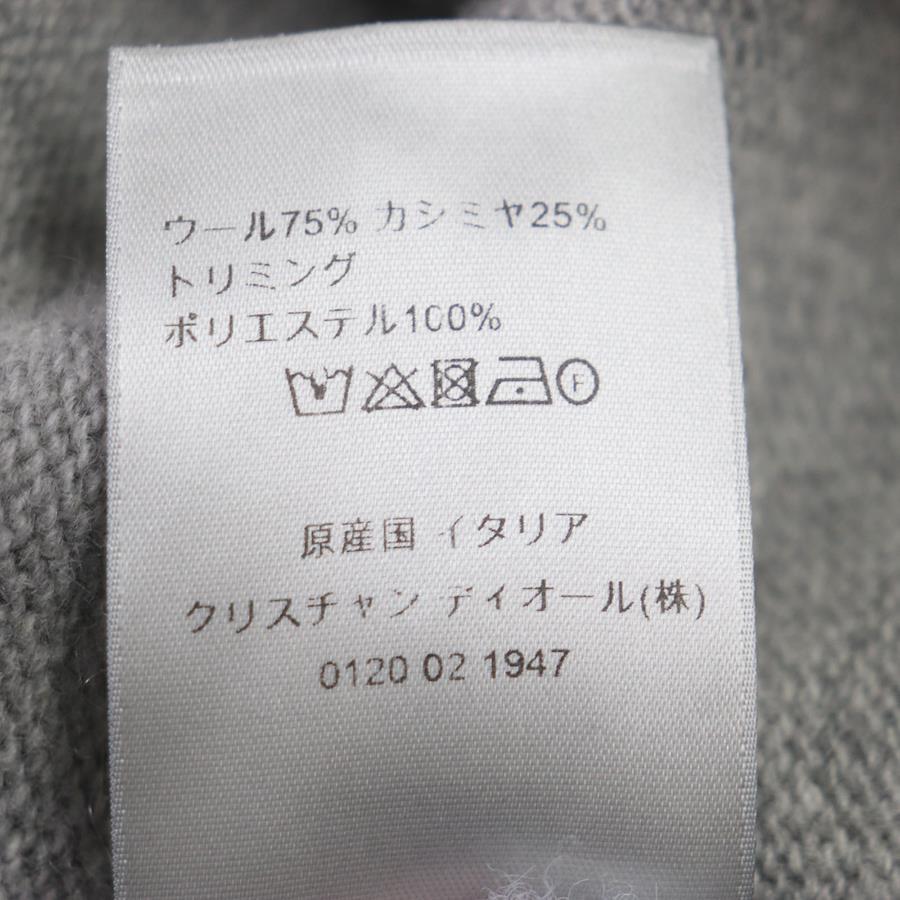 ウール75% カシミヤ25%
トリミング
ポリエステル100%
F
原産国 イタリア
クリスチャン ディオール(株)
0120 02 1947